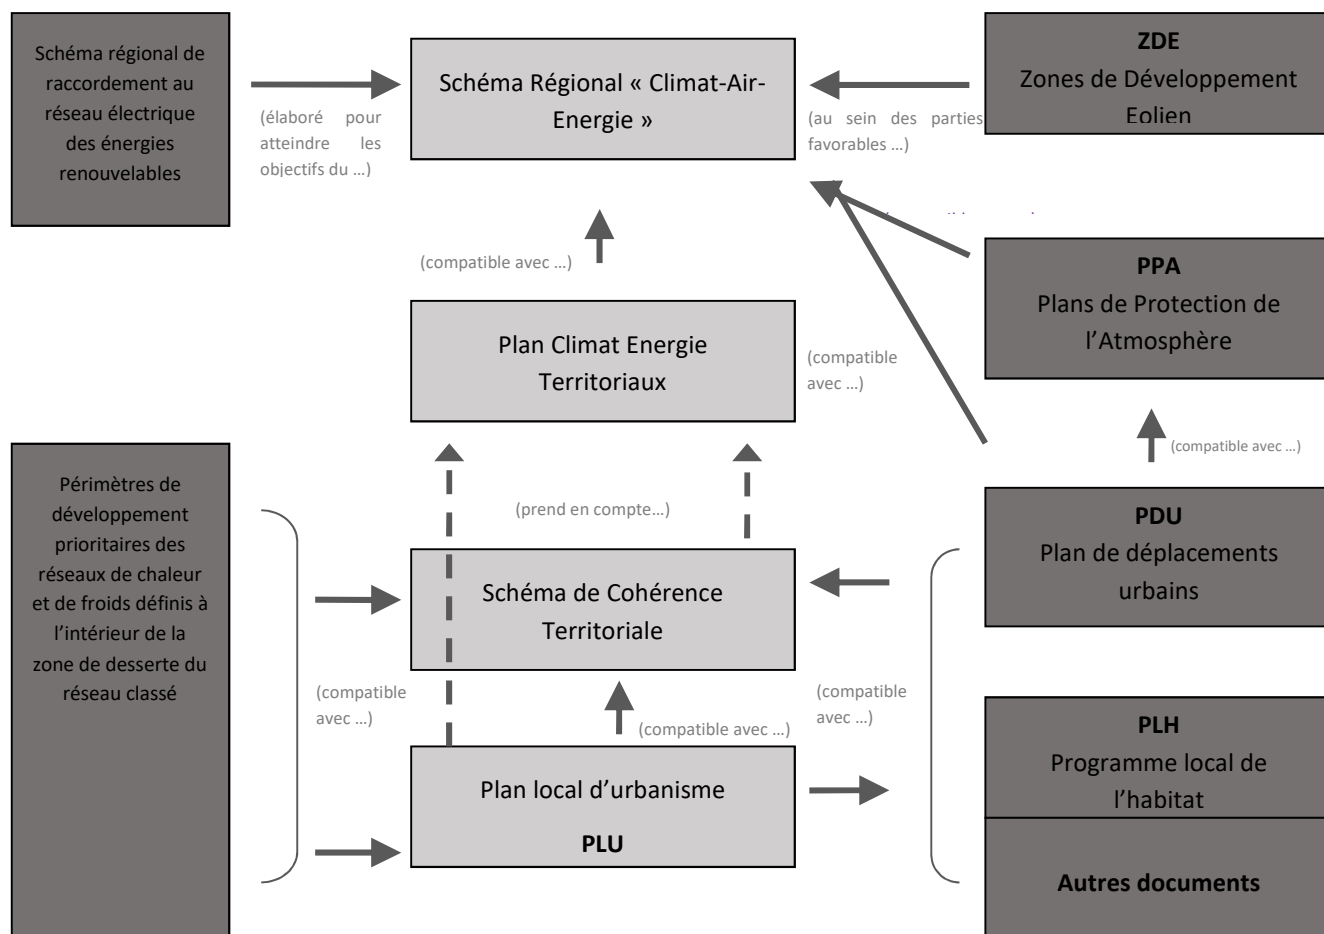 Schéma régional de
raccordement au
réseau électrique
des énergies
renouvelables
(élaboré pour
atteindre les
objectifs du …)
Schéma Régional « Climat-Air-
Energie »
(au sein des parties
favorables …)
ZDE
Zones de Développement
Eolien
(compatible avec …)
PPA
Plans de Protection de
l’Atmosphère
Plan Climat Energie
Territoriaux
(compatible
avec …)
(compatible avec …)
Périmètres de
développement
prioritaires des
réseaux de chaleur
et de froids définis à
l’intérieur de la
zone de desserte du
réseau classé
(prend en compte…)
PDU
Plan de déplacements
urbains
Schéma de Cohérence
Territoriale
(compatible
avec …)
(compatible avec …)
(compatible
avec …)
PLH
Programme local de
l’habitat
Plan local d’urbanisme
PLU
Autres documents